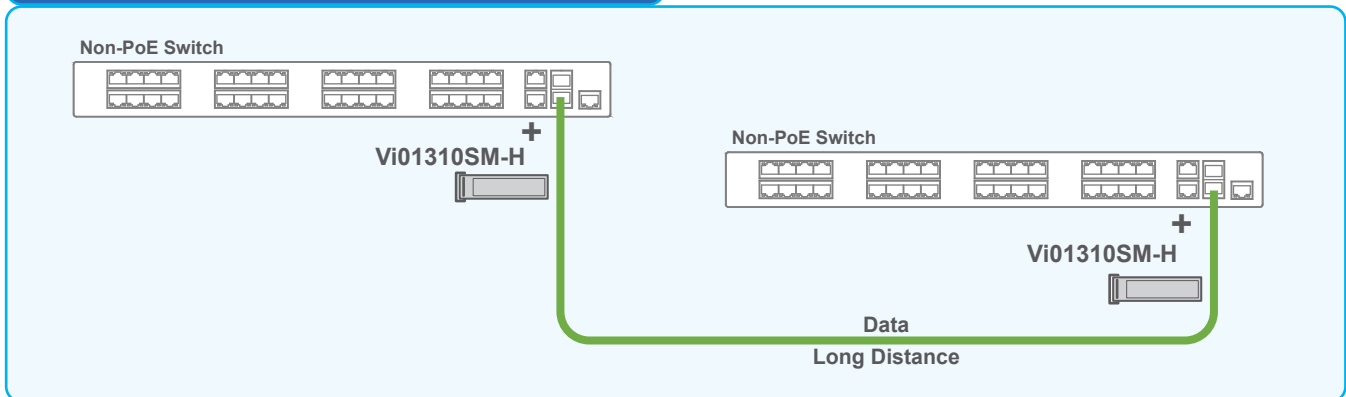 Non-PoE Switch
+
Vi01310SM-H
Non-PoE Switch
+
Vi01310SM-H
Data
Long Distance